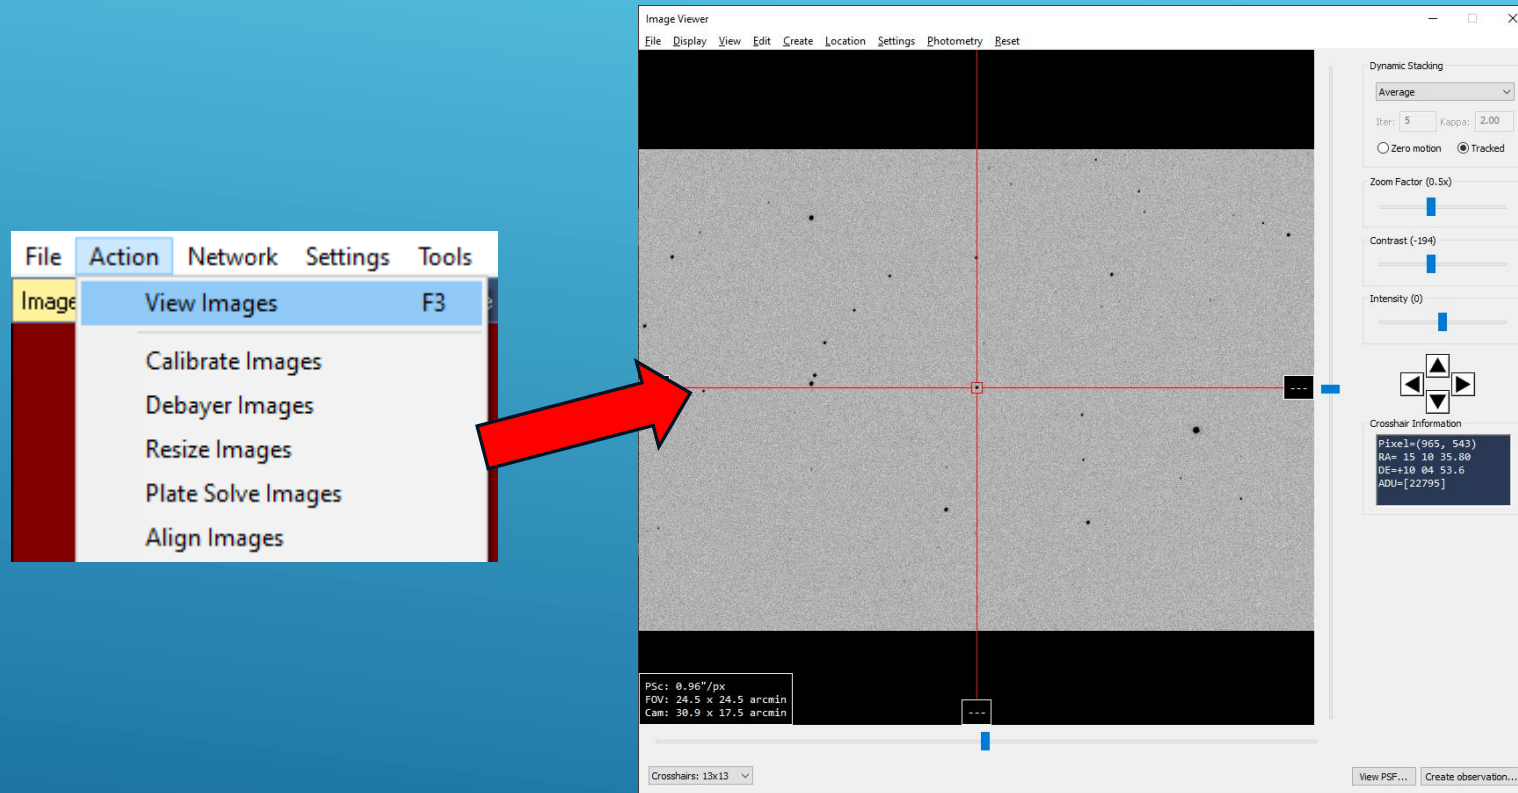 File Action Network Settings Tools
Image
View Images F3
Calibrate Images
Debayer Images
Resize Images
Plate Solve Images
Align Images
Image Viewer
File Display View Edit Create Location Settings Photometry Reset
Dynamic Stacking
Average
Iter: 5 Kappa: 2.00
Zero motion Tracked
Zoom Factor (0.5x)
Contrast (-194)
Intensity (0)
---
Crosshair Information
Pixel=(965, 543)
RA= 15 10 35.80
DE=+10 04 53.6
ADU=[22795]
PSc: 0.96"/px
FOV: 24.5 x 24.5 arcmin
Cam: 30.9 x 17.5 arcmin
---
Crosshairs: 13x13
View PSF... Create observation...